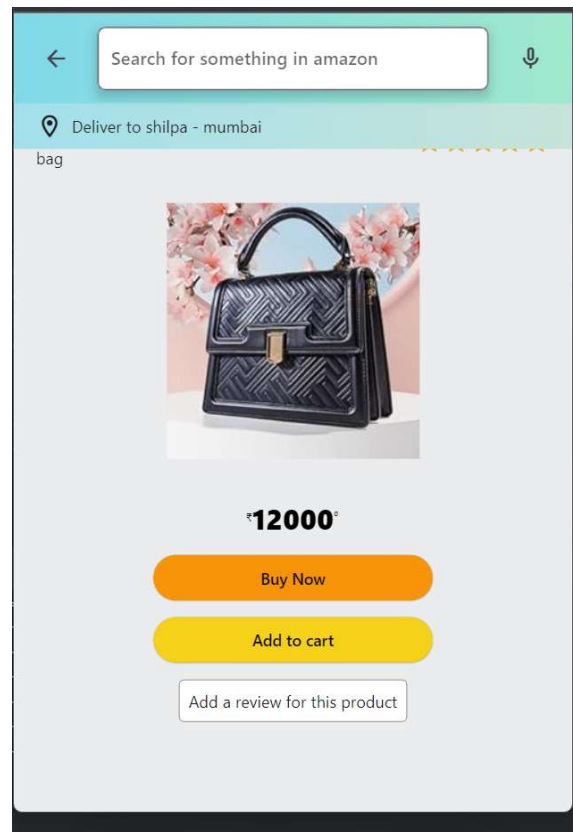 Search for something in amazon
Deliver to shilpa - mumbai
bag
₹12000⁰
Buy Now
Add to cart
Add a review for this product